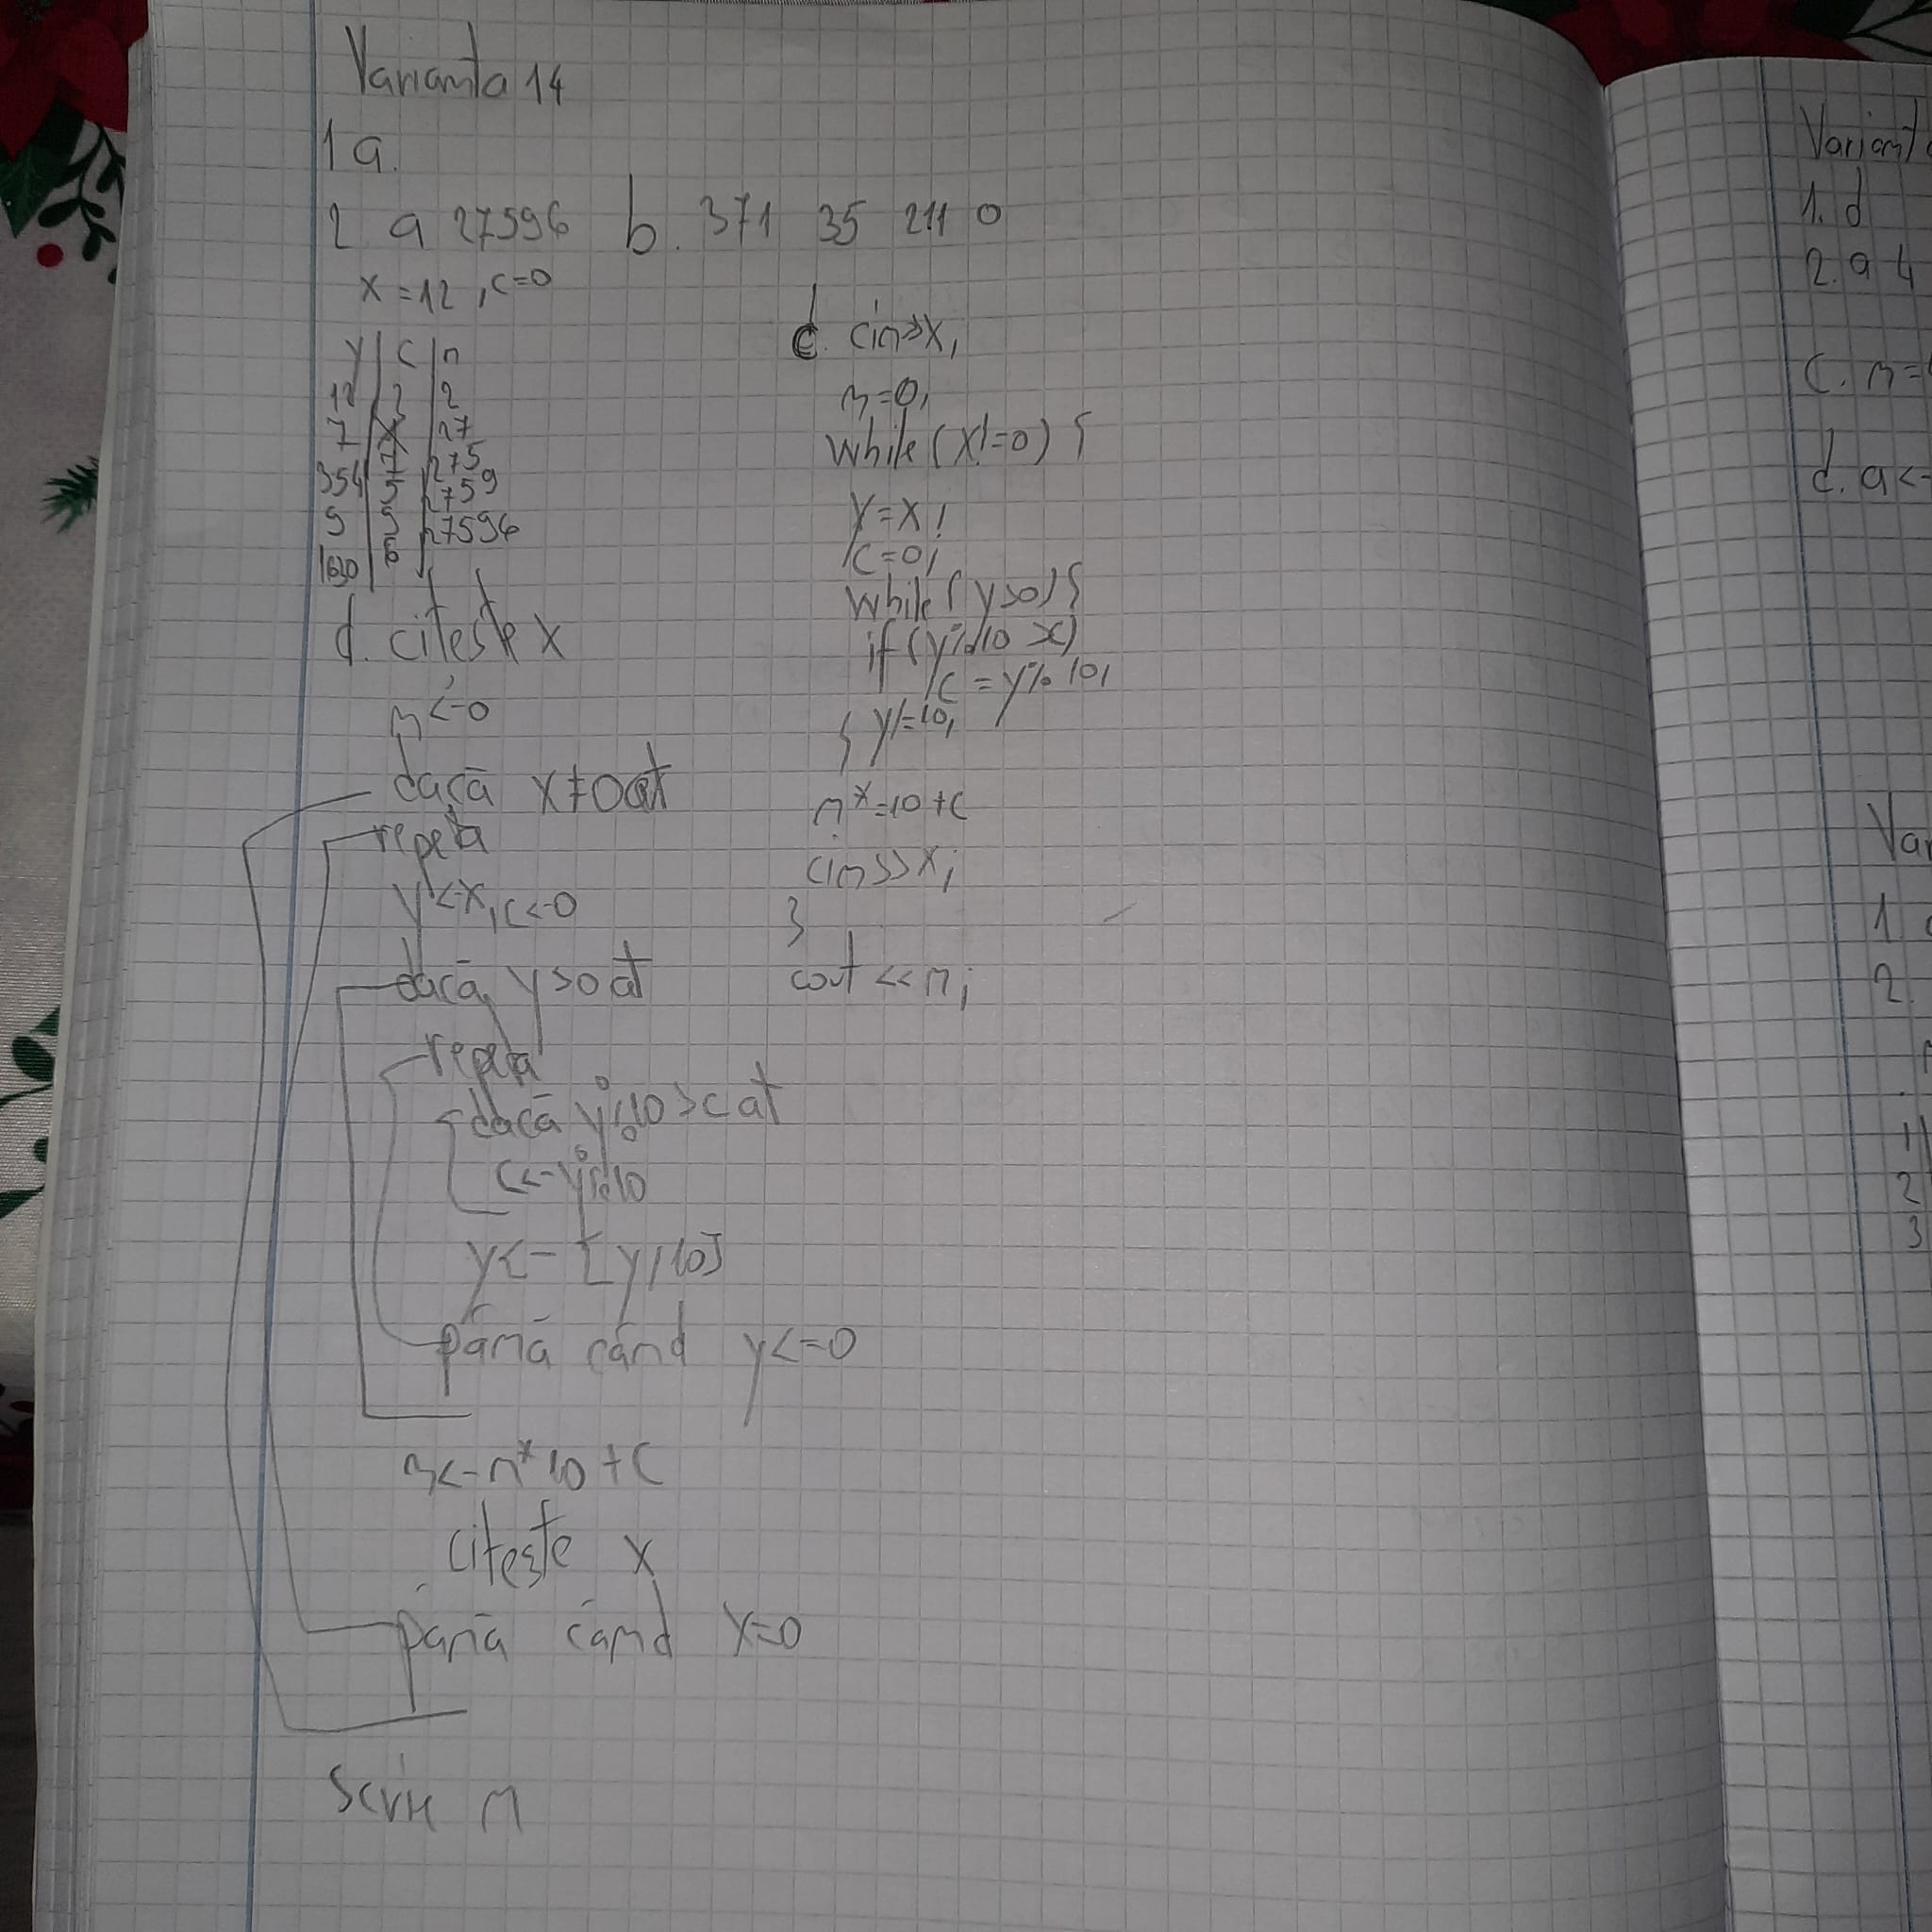 Varianta 14
1a.
2 a 27596 b. 371 35 211 0
x = 12 , c=0
y | c | n
12 | 2 | 2
7 | 7 | 27
354 | 5 | 275
9 | 9 | 2759
1630 | 6 | 27596
d. citeste x
n <-0
dacă x≠0 at
repetă
y<-x, c<-0
dacă y>0 at
repetă
dacă y%10 >c at
c<-y%10
y<- [y/10]
până când y<=0
n<-n*10 +c
citeste x
până când x=0
Scrie n
c. cin>>x;
n=0;
while (x!=0) {
y=x;
c=0;
while (y>0) {
if (y%10 >c)
c = y%10;
y/=10;
}
n*=10 +c
cin>>x;
}
cout <<n;
Variant
1. d
2. a 4
c. n=
d. a<-
Var
1
2.
1
2
3